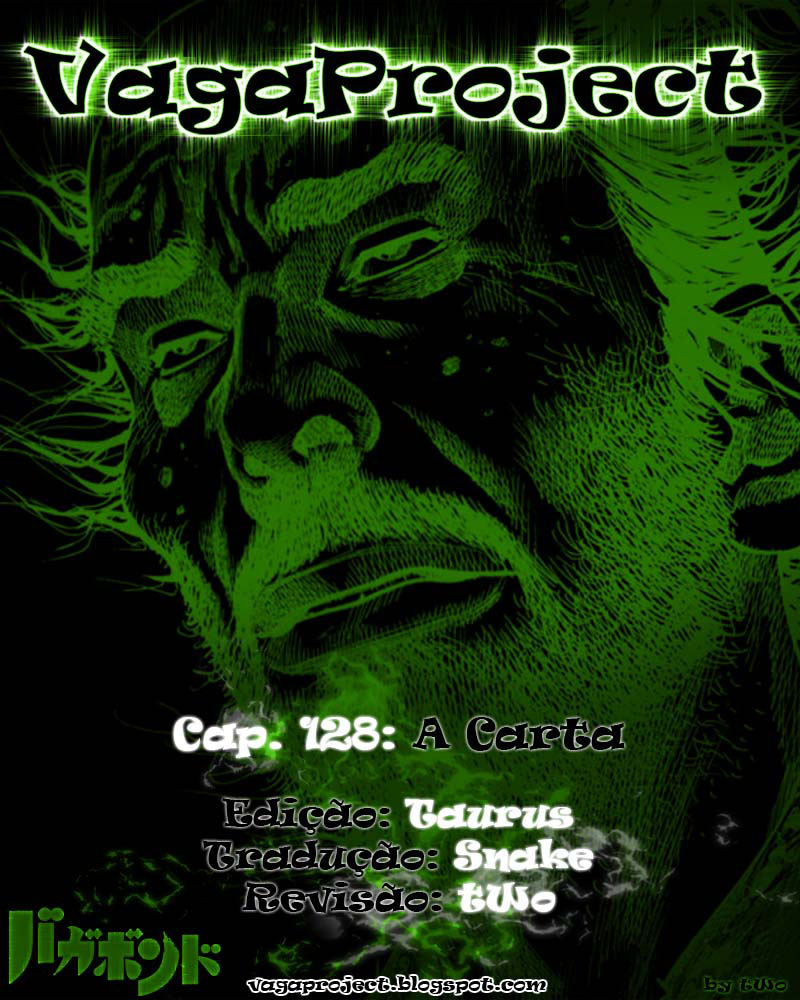 VagaProject
Cap. 128: A Carta
Edição: Taurus
Tradução: Snake
Revisão: tWo
バガボンド
vagaproject.blogspot.com
by tWo